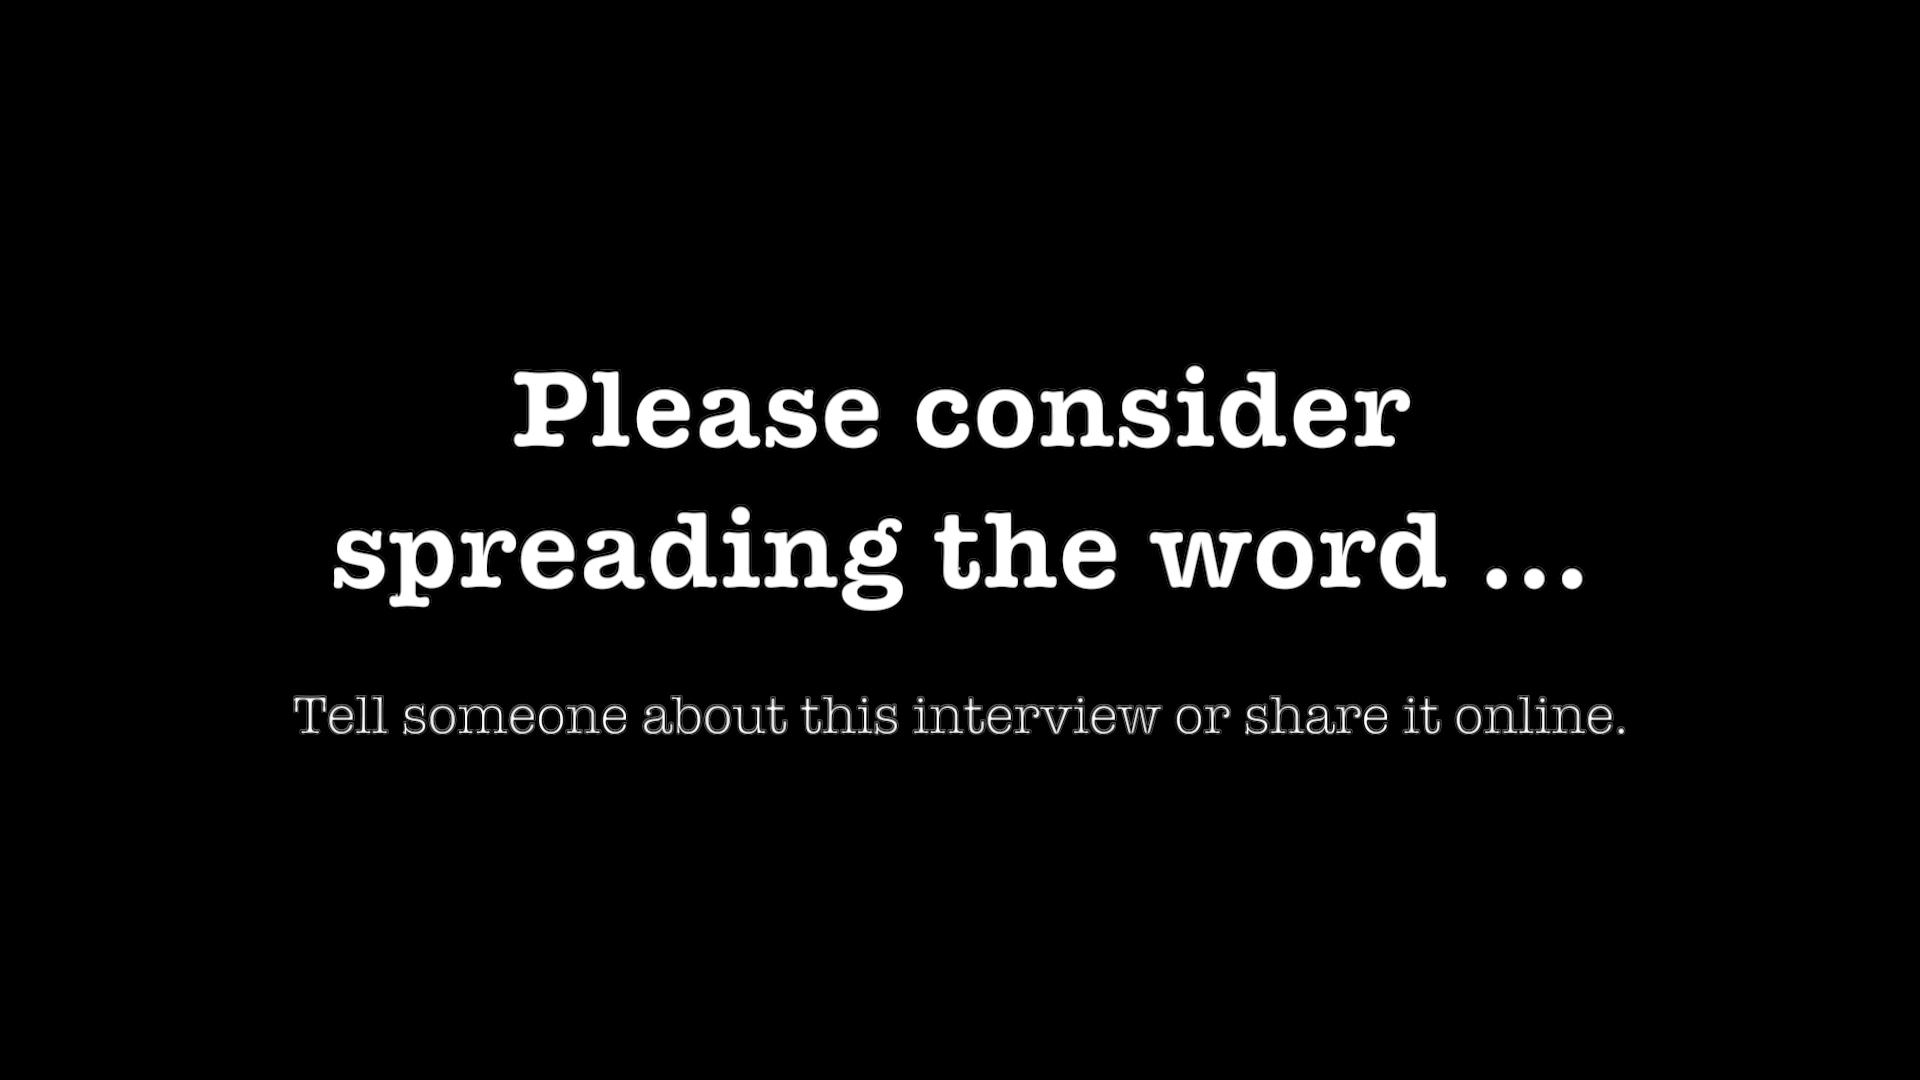 Please consider
spreading the word ...
Tell someone about this interview or share it online.